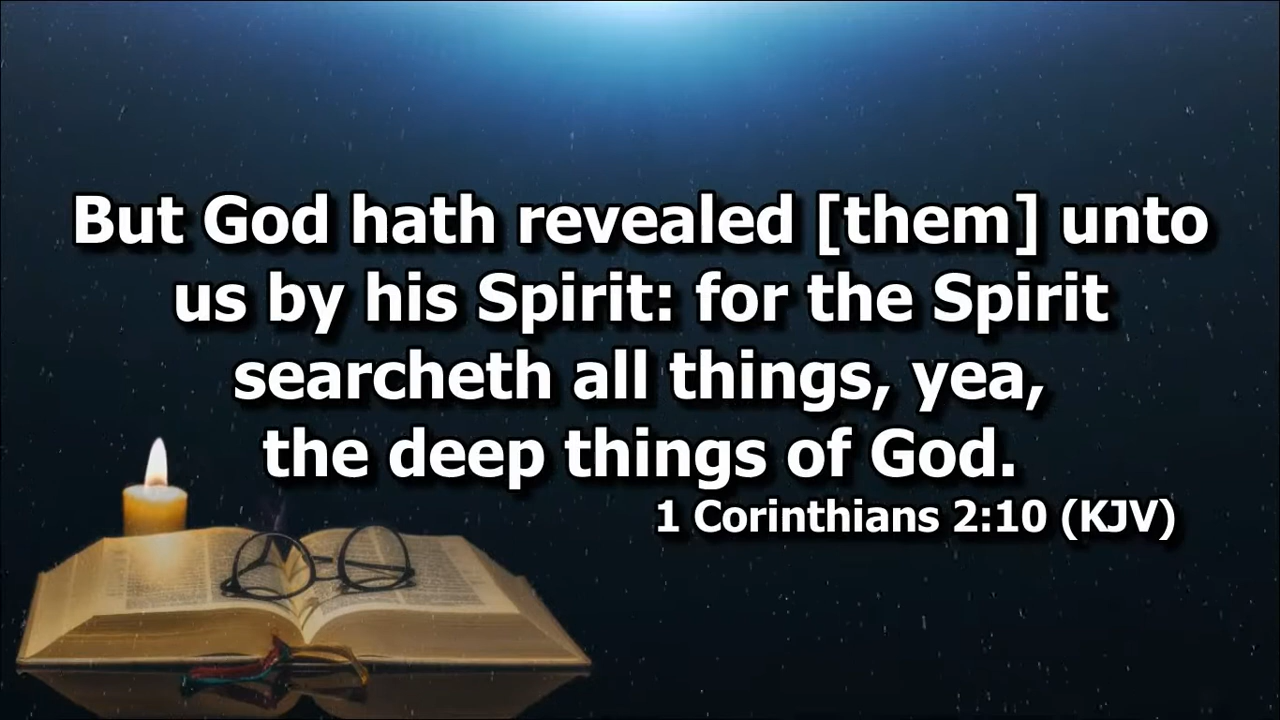 But God hath revealed [them] unto
us by his Spirit: for the Spirit
searcheth all things, yea,
the deep things of God.
1 Corinthians 2:10 (KJV)